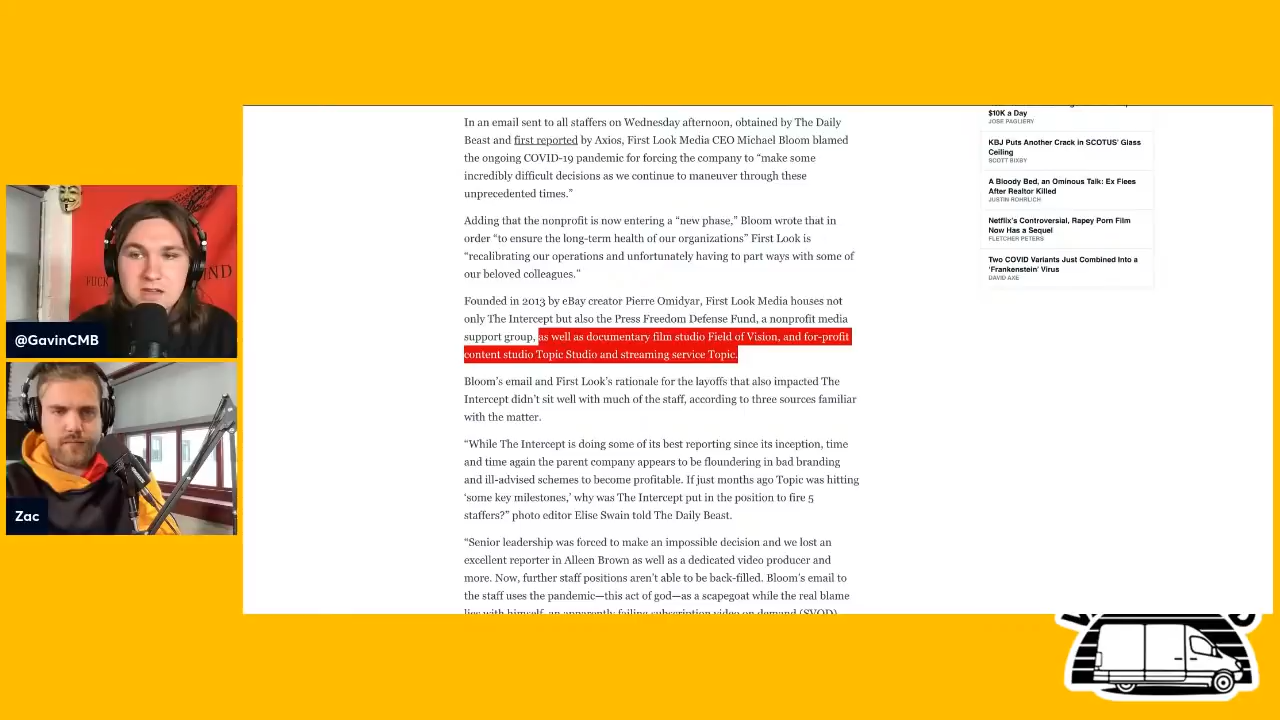 In an email sent to all staffers on Wednesday afternoon, obtained by The Daily
Beast and first reported by Axios, First Look Media CEO Michael Bloom blamed
the ongoing COVID-19 pandemic for forcing the company to “make some
incredibly difficult decisions as we continue to maneuver through these
unprecedented times.”
Adding that the nonprofit is now entering a “new phase,” Bloom wrote that in
order “to ensure the long-term health of our organizations” First Look is
“recalibrating our operations and unfortunately having to part ways with some of
our beloved colleagues.”
Founded in 2013 by eBay creator Pierre Omidyar, First Look Media houses not
only The Intercept but also the Press Freedom Defense Fund, a nonprofit media
support group, as well as documentary film studio Field of Vision, and for-profit
content studio Topic Studio and streaming service Topic.
Bloom’s email and First Look’s rationale for the layoffs that also impacted The
Intercept didn’t sit well with much of the staff, according to three sources familiar
with the matter.
“While The Intercept is doing some of its best reporting since its inception, time
and time again the parent company appears to be floundering in bad branding
and ill-advised schemes to become profitable. If just months ago Topic was hitting
‘some key milestones,’ why was The Intercept put in the position to fire 5
staffers?” photo editor Elise Swain told The Daily Beast.
“Senior leadership was forced to make an impossible decision and we lost an
excellent reporter in Alleen Brown as well as a dedicated video producer and
more. Now, further staff positions aren’t able to be back-filled. Bloom’s email to
the staff uses the pandemic—this act of god—as a scapegoat while the real blame
lies with himself, an apparently failing subscription video on demand (SVOD)
$10K a Day
JOSE PAGLIERY
KBJ Puts Another Crack in SCOTUS’ Glass
Ceiling
SCOTT BIXBY
A Bloody Bed, an Ominous Talk: Ex Flees
After Realtor Killed
JUSTIN ROHRLICH
Netflix’s Controversial, Rapey Porn Film
Now Has a Sequel
FLETCHER PETERS
Two COVID Variants Just Combined Into a
‘Frankenstein’ Virus
DAVID AXE
@GavinCMB
Zac